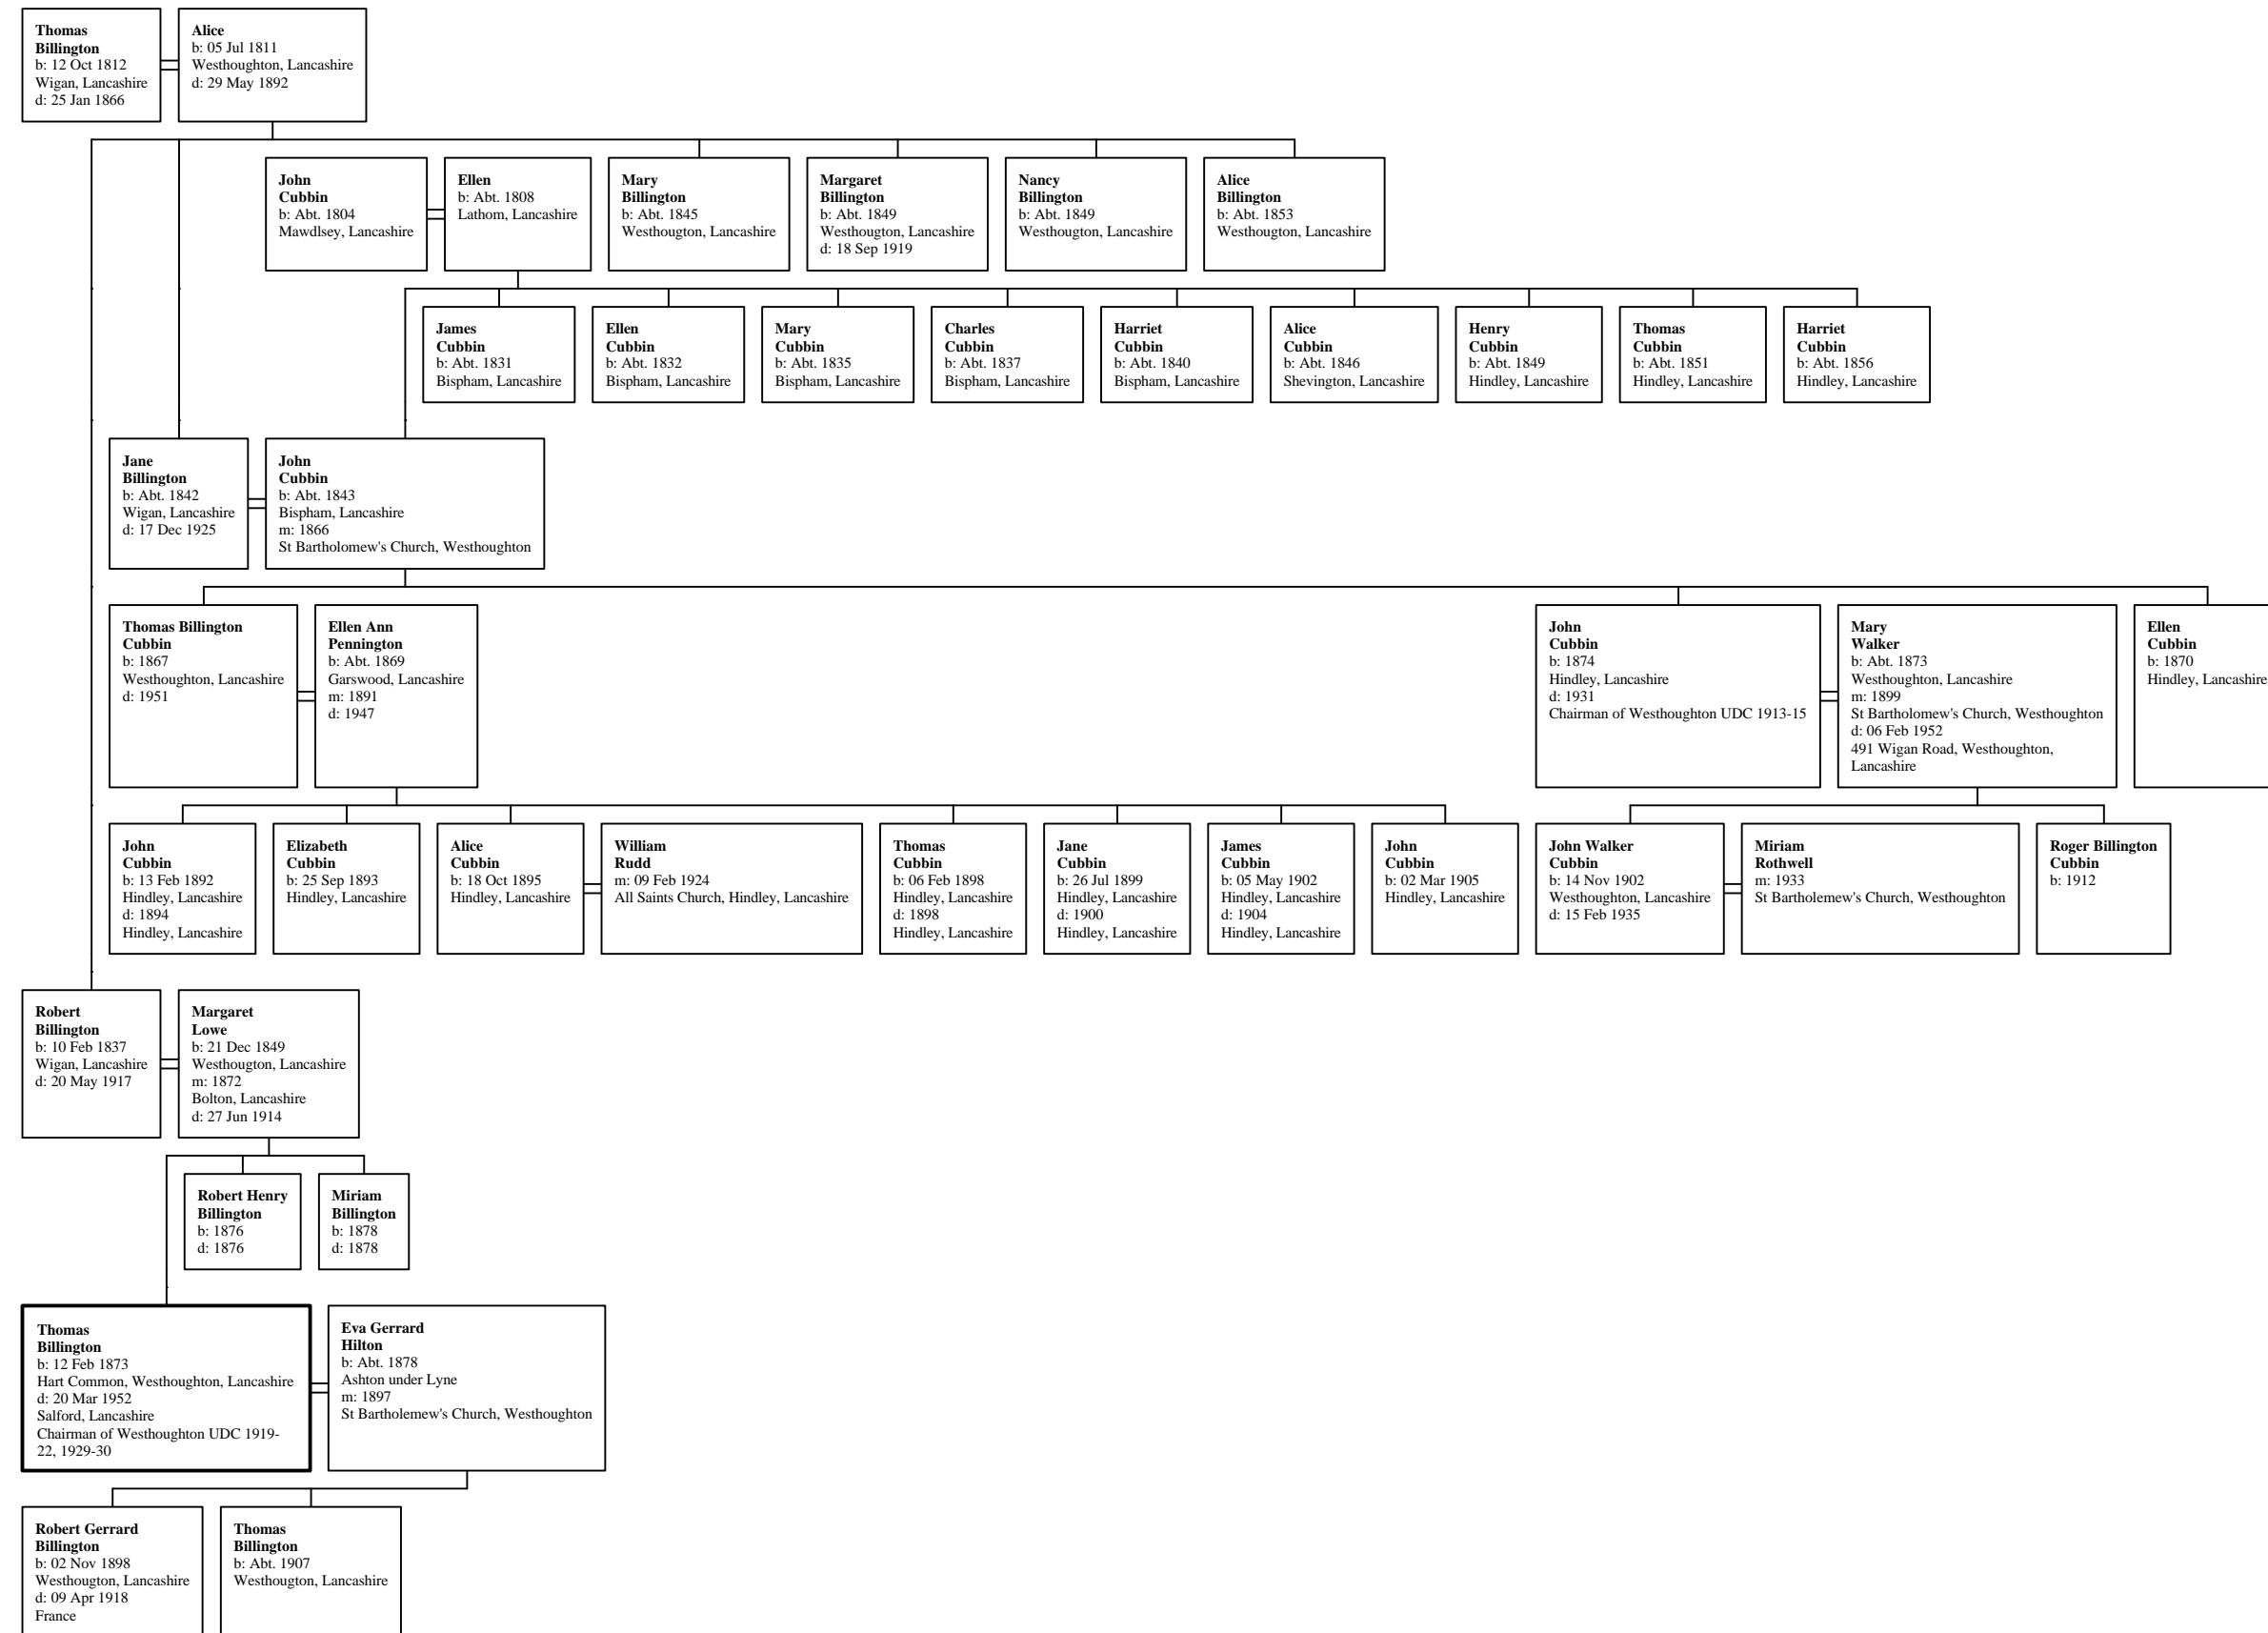 Thomas
Billington
b: 12 Oct 1812
Wigan, Lancashire
d: 25 Jan 1866
Alice
b: 05 Jul 1811
Westhoughton, Lancashire
d: 29 May 1892
John
Cubbin
b: Abt. 1804
Mawdlsey, Lancashire
Ellen
b: Abt. 1808
Lathom, Lancashire
Mary
Billington
b: Abt. 1845
Westhougton, Lancashire
Margaret
Billington
b: Abt. 1849
Westhougton, Lancashire
d: 18 Sep 1919
Nancy
Billington
b: Abt. 1849
Westhougton, Lancashire
Alice
Billington
b: Abt. 1853
Westhougton, Lancashire
James
Cubbin
b: Abt. 1831
Bispham, Lancashire
Ellen
Cubbin
b: Abt. 1832
Bispham, Lancashire
Mary
Cubbin
b: Abt. 1835
Bispham, Lancashire
Charles
Cubbin
b: Abt. 1837
Bispham, Lancashire
Harriet
Cubbin
b: Abt. 1840
Bispham, Lancashire
Alice
Cubbin
b: Abt. 1846
Shevington, Lancashire
Henry
Cubbin
b: Abt. 1849
Hindley, Lancashire
Thomas
Cubbin
b: Abt. 1851
Hindley, Lancashire
Harriet
Cubbin
b: Abt. 1856
Hindley, Lancashire
Jane
Billington
b: Abt. 1842
Wigan, Lancashire
d: 17 Dec 1925
John
Cubbin
b: Abt. 1843
Bispham, Lancashire
m: 1866
St Bartholomew's Church, Westhoughton
Thomas Billington
Cubbin
b: 1867
Westhoughton, Lancashire
d: 1951
Ellen Ann
Pennington
b: Abt. 1869
Garswood, Lancashire
m: 1891
d: 1947
John
Cubbin
b: 1874
Hindley, Lancashire
d: 1931
Chairman of Westhoughton UDC 1913-15
Mary
Walker
b: Abt. 1873
Westhoughton, Lancashire
m: 1899
St Bartholomew's Church, Westhoughton
d: 06 Feb 1952
491 Wigan Road, Westhoughton,
Lancashire
Ellen
Cubbin
b: 1870
Hindley, Lancashire
John
Cubbin
b: 13 Feb 1892
Hindley, Lancashire
d: 1894
Hindley, Lancashire
Elizabeth
Cubbin
b: 25 Sep 1893
Hindley, Lancashire
Alice
Cubbin
b: 18 Oct 1895
Hindley, Lancashire
William
Rudd
m: 09 Feb 1924
All Saints Church, Hindley, Lancashire
Thomas
Cubbin
b: 06 Feb 1898
Hindley, Lancashire
d: 1898
Hindley, Lancashire
Jane
Cubbin
b: 26 Jul 1899
Hindley, Lancashire
d: 1900
Hindley, Lancashire
James
Cubbin
b: 05 May 1902
Hindley, Lancashire
d: 1904
Hindley, Lancashire
John
Cubbin
b: 02 Mar 1905
Hindley, Lancashire
John Walker
Cubbin
b: 14 Nov 1902
Westhoughton, Lancashire
d: 15 Feb 1935
Miriam
Rothwell
m: 1933
St Bartholemew's Church, Westhoughton
Roger Billington
Cubbin
b: 1912
Robert
Billington
b: 10 Feb 1837
Wigan, Lancashire
d: 20 May 1917
Margaret
Lowe
b: 21 Dec 1849
Westhougton, Lancashire
m: 1872
Bolton, Lancashire
d: 27 Jun 1914
Robert Henry
Billington
b: 1876
d: 1876
Miriam
Billington
b: 1878
d: 1878
Thomas
Billington
b: 12 Feb 1873
Hart Common, Westhoughton, Lancashire
d: 20 Mar 1952
Salford, Lancashire
Chairman of Westhoughton UDC 1919-
22, 1929-30
Eva Gerrard
Hilton
b: Abt. 1878
Ashton under Lyne
m: 1897
St Bartholemew's Church, Westhoughton
Robert Gerrard
Billington
b: 02 Nov 1898
Westhougton, Lancashire
d: 09 Apr 1918
France
Thomas
Billington
b: Abt. 1907
Westhougton, Lancashire